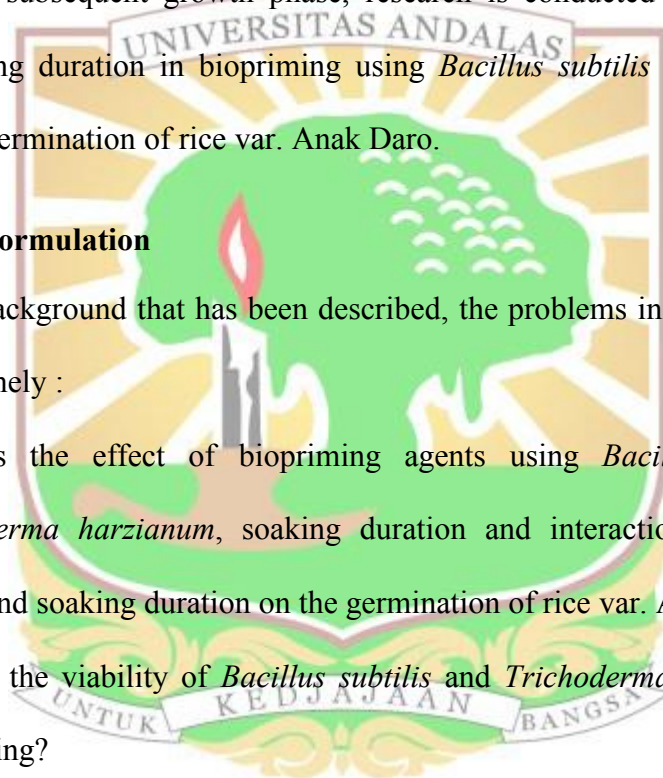 subsequent growth phase, research is conducted
UNIVERSITAS ANDALAS
ng duration in biopriming using Bacillus subtilis
ermination of rice var. Anak Daro.
ormulation
ackground that has been described, the problems in
nely :
s the effect of biopriming agents using Bacil
erma harzianum, soaking duration and interactio
nd soaking duration on the germination of rice var. A
the viability of Bacillus subtilis and Trichoderma
UNTUK KEDJAJAAN BANGSA
ing?